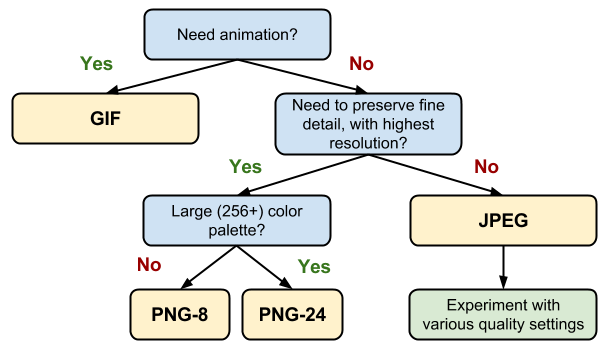 Need animation?
Yes
No
GIF
Need to preserve fine
detail, with highest
resolution?
Yes
No
Large (256+) color
palette?
JPEG
No
Yes
PNG-8
PNG-24
Experiment with
various quality settings